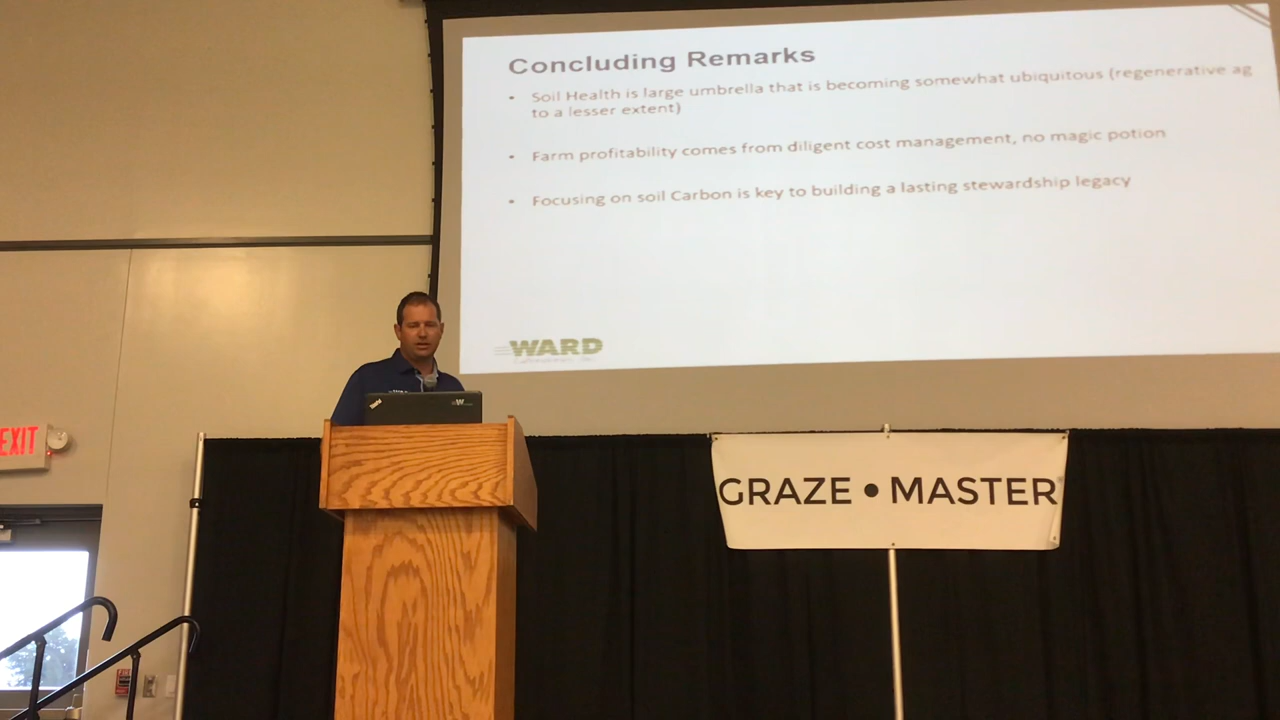 Concluding Remarks
• Soil Health is large umbrella that is becoming somewhat ubiquitous (regenerative ag
to a lesser extent)
• Farm profitability comes from diligent cost management, no magic potion
• Focusing on soil Carbon is key to building a lasting stewardship legacy
WARD
EXIT
GRAZE • MASTER